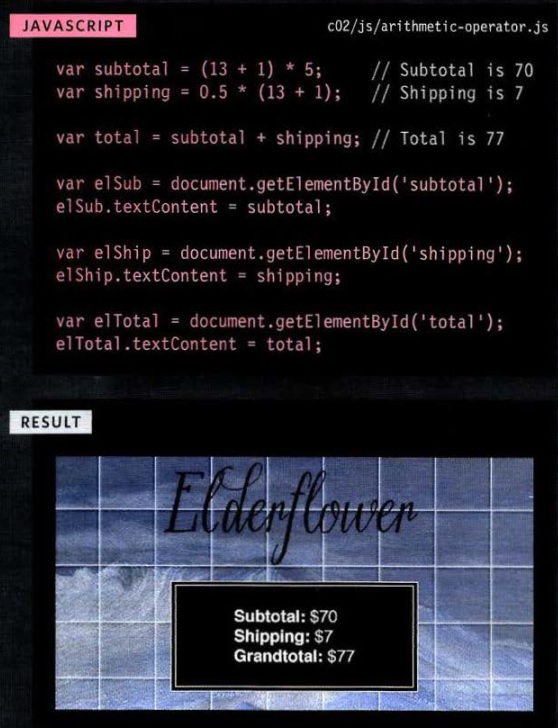 JAVASCRIPT c02/js/arithmetic-operator.js
var subtotal = (13 + 1) * 5; // Subtotal is 70
var shipping = 0.5 * (13 + 1); // Shipping is 7
var total = subtotal + shipping; // Total is 77
var elSub = document.getElementById('subtotal');
elSub.textContent = subtotal;
var elShip = document.getElementById('shipping');
elShip.textContent = shipping;
var elTotal = document.getElementById('total');
elTotal.textContent = total;
RESULT
Elderflower
Subtotal: $70
Shipping: $7
Grandtotal: $77